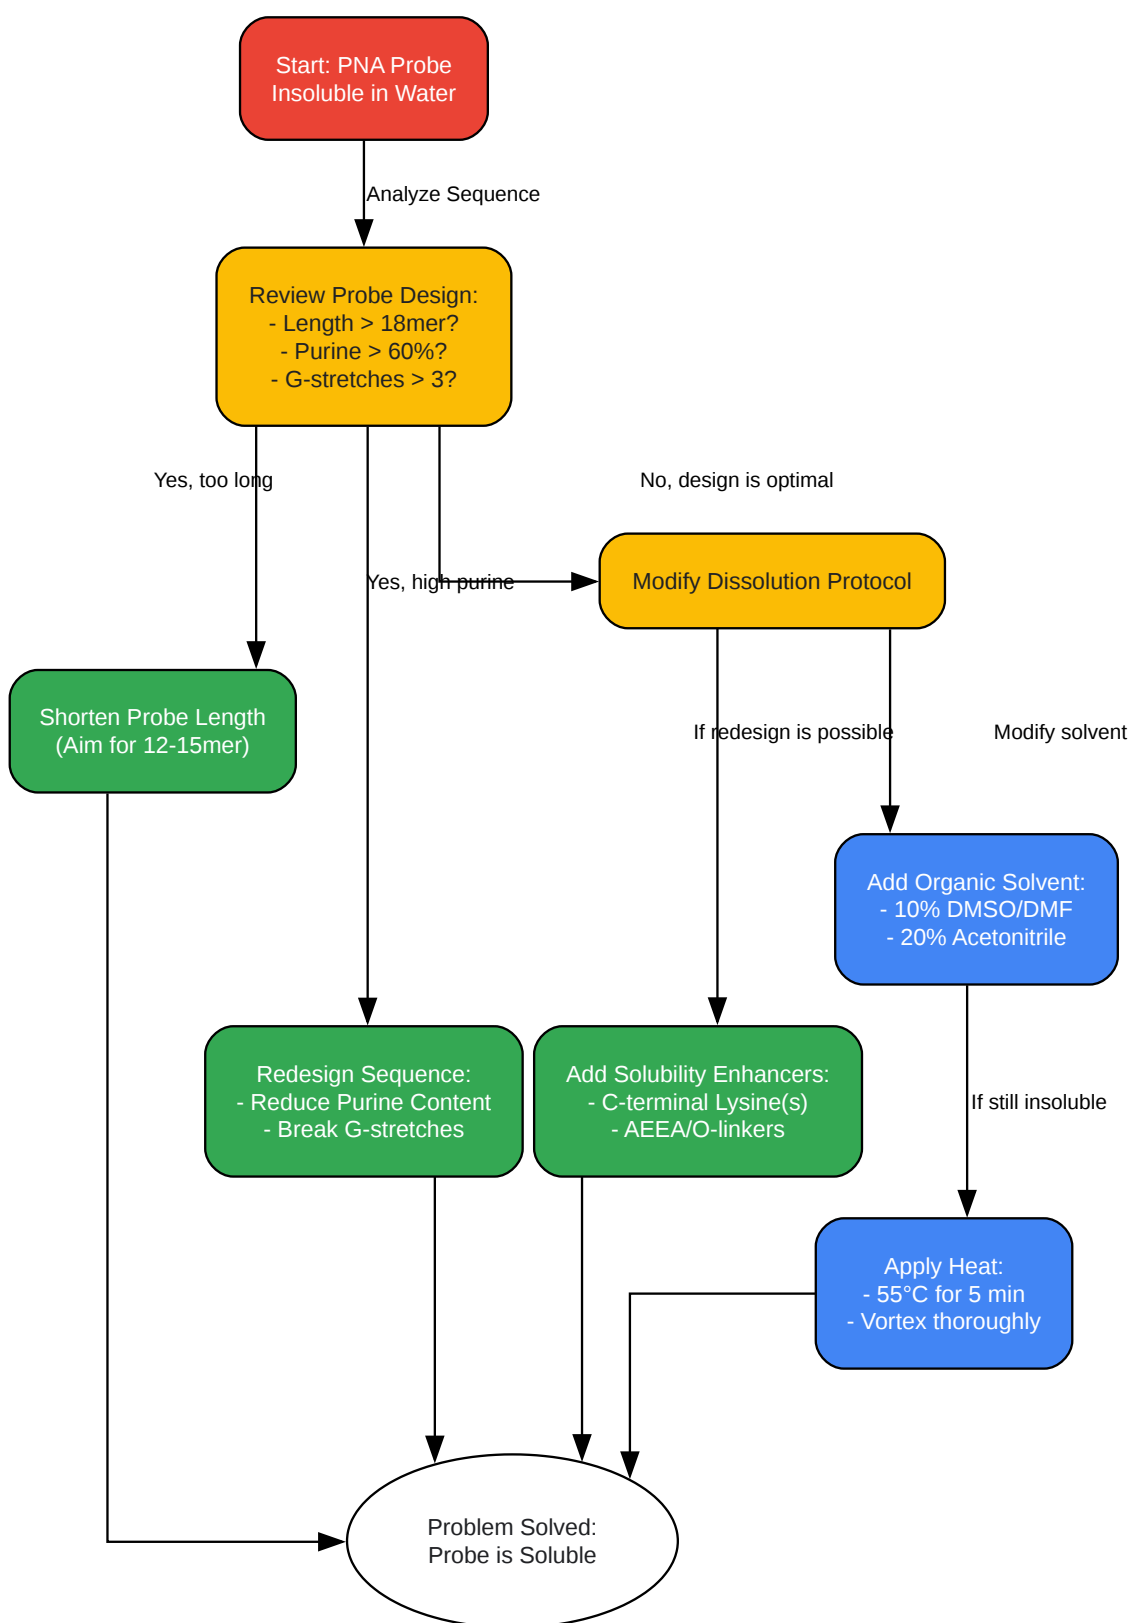 Start: PNA Probe
Insoluble in Water
Analyze Sequence
Review Probe Design:
- Length > 18mer?
- Purine > 60%?
- G-stretches > 3?
Yes, too long
No, design is optimal
Yes, high purine
Modify Dissolution Protocol
Shorten Probe Length
(Aim for 12-15mer)
If redesign is possible
Modify solvent
Add Organic Solvent:
- 10% DMSO/DMF
- 20% Acetonitrile
Redesign Sequence:
- Reduce Purine Content
- Break G-stretches
Add Solubility Enhancers:
- C-terminal Lysine(s)
- AEEA/O-linkers
If still insoluble
Apply Heat:
- 55°C for 5 min
- Vortex thoroughly
Problem Solved:
Probe is Soluble